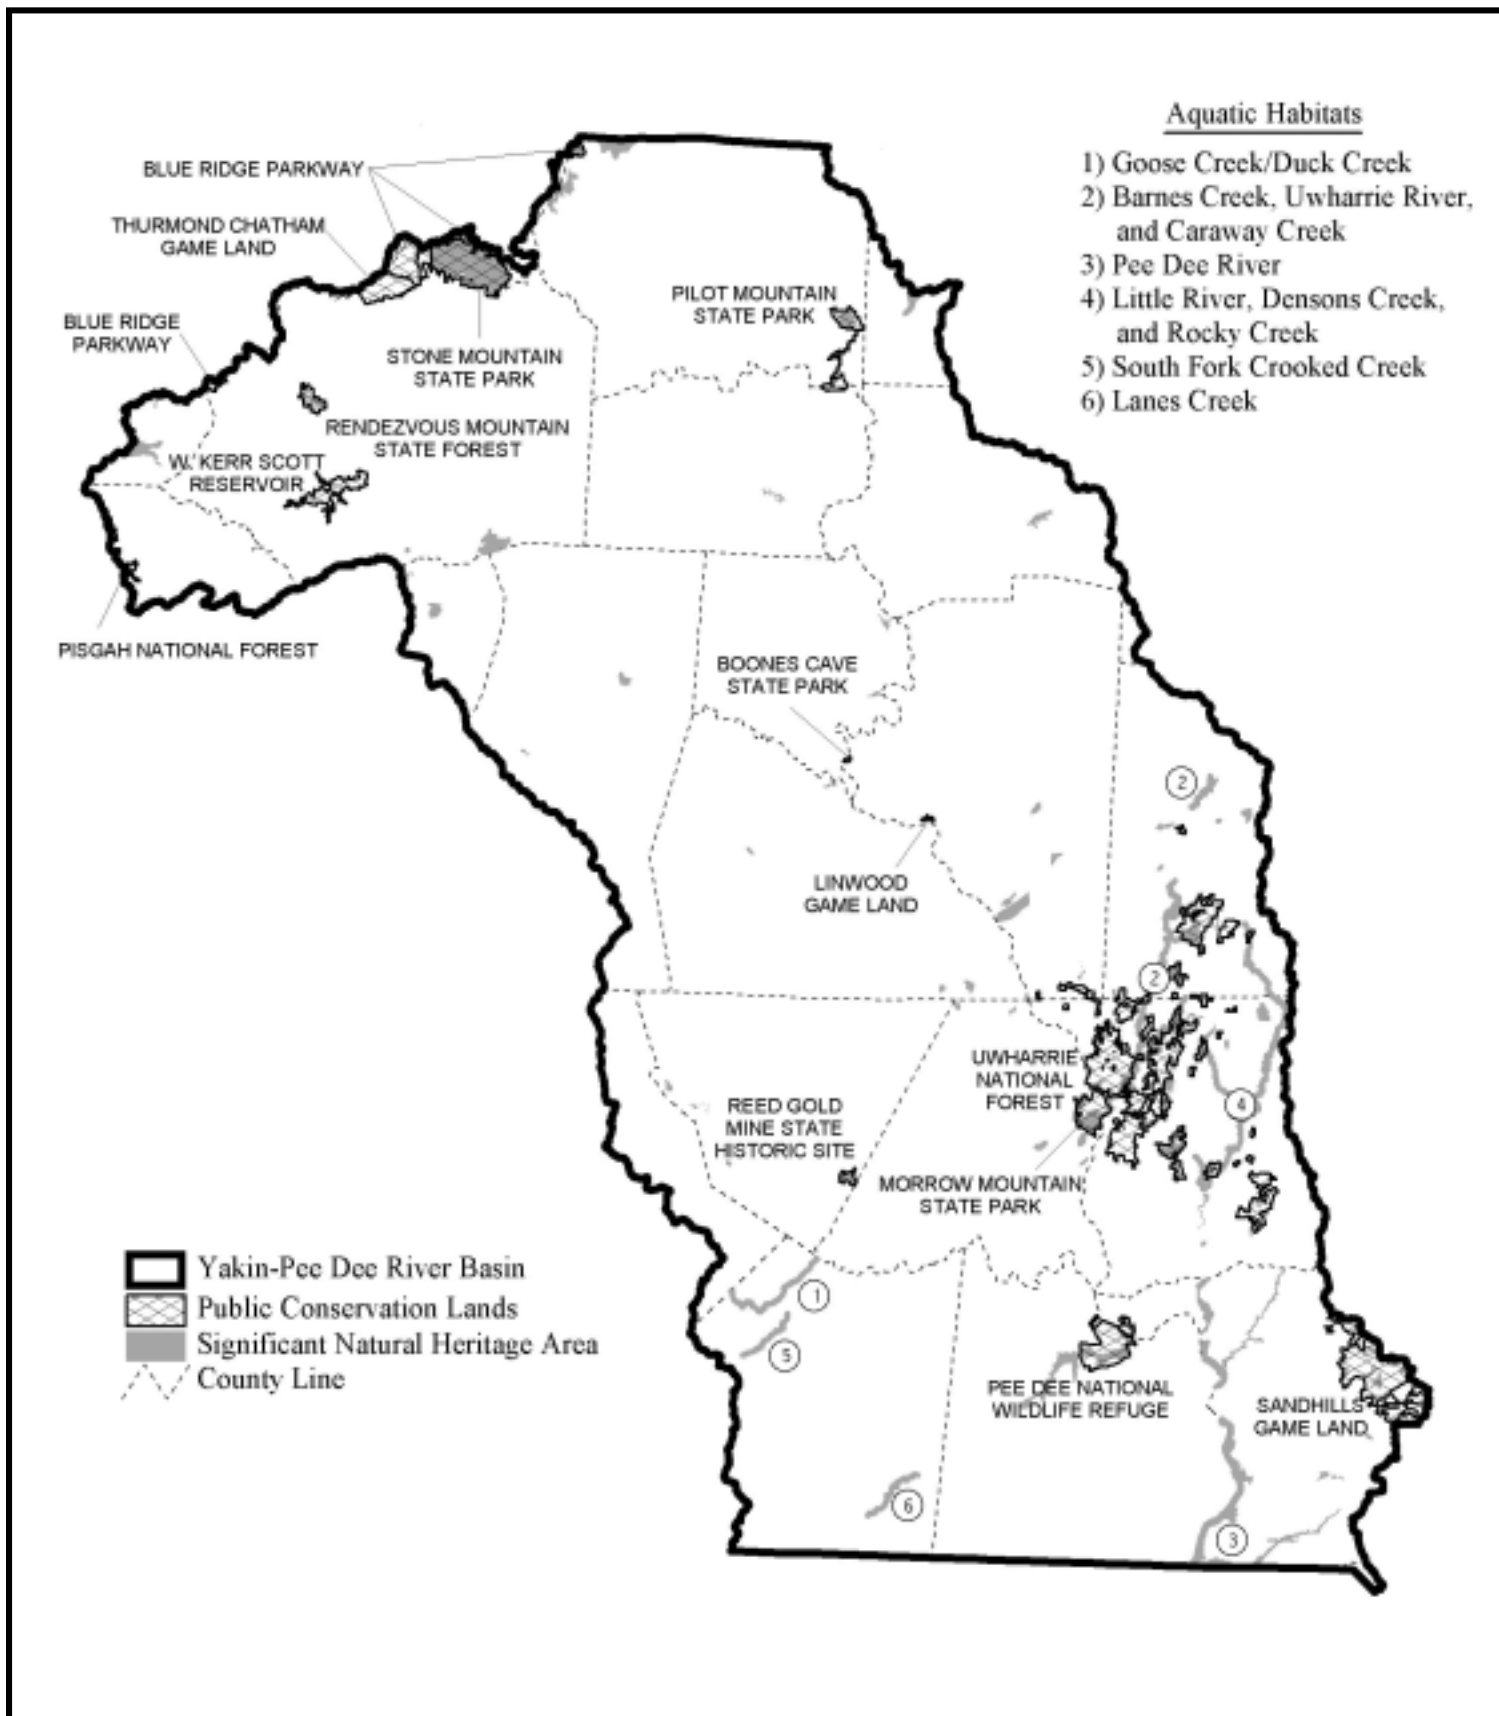 Aquatic Habitats
1) Goose Creek/Duck Creek
2) Barnes Creek, Uwharrie River,
and Caraway Creek
3) Pee Dee River
4) Little River, Densons Creek,
and Rocky Creek
5) South Fork Crooked Creek
6) Lanes Creek
BLUE RIDGE PARKWAY
THURMOND CHATHAM
GAME LAND
BLUE RIDGE
PARKWAY
STONE MOUNTAIN
STATE PARK
PILOT MOUNTAIN
STATE PARK
RENDEZVOUS MOUNTAIN
STATE FOREST
W. KERR SCOTT
RESERVOIR
PISGAH NATIONAL FOREST
BOONES CAVE
STATE PARK
2
LINWOOD
GAME LAND
2
UWHARRIE
NATIONAL
FOREST
4
REED GOLD
MINE STATE
HISTORIC SITE
MORROW MOUNTAIN
STATE PARK
1
5
PEE DEE NATIONAL
WILDLIFE REFUGE
SANDHILLS
GAME LAND
6
3
Yakin-Pee Dee River Basin
Public Conservation Lands
Significant Natural Heritage Area
County Line